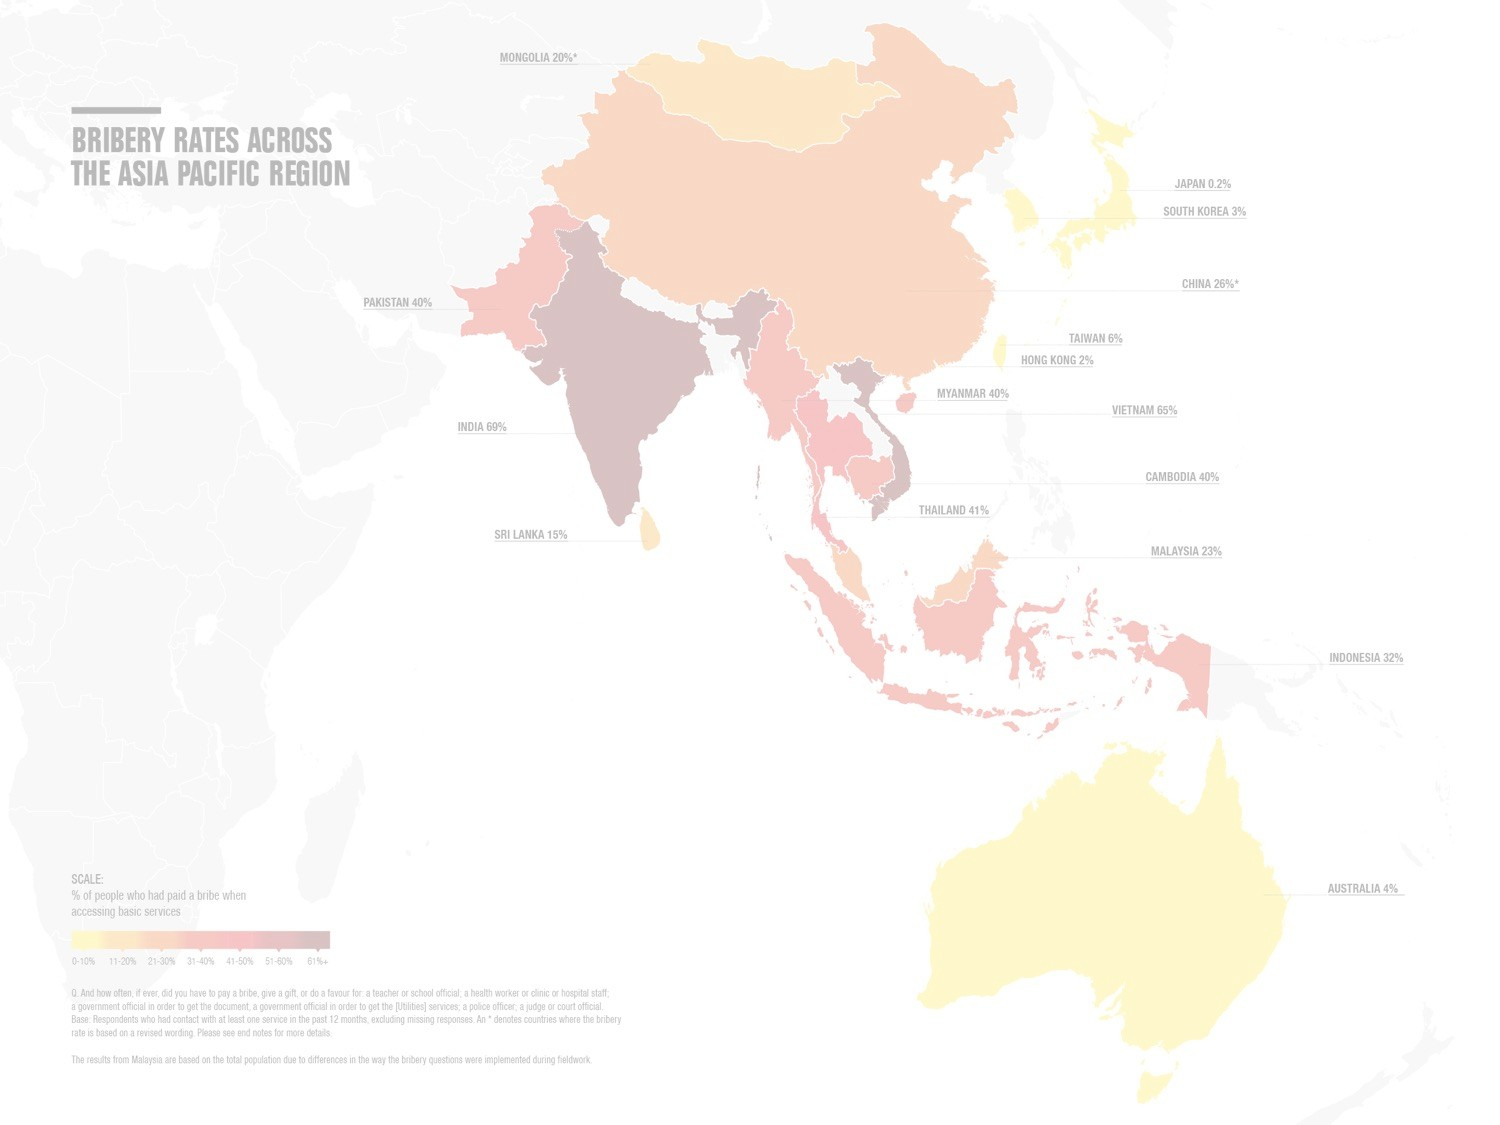 MONGOLIA 20%*
BRIBERY RATES ACROSS
THE ASIA PACIFIC REGION
JAPAN 0.2%
SOUTH KOREA 3%
CHINA 26%*
PAKISTAN 40%
TAIWAN 6%
HONG KONG 2%
MYANMAR 40%
VIETNAM 65%
INDIA 69%
CAMBODIA 40%
THAILAND 41%
SRI LANKA 15%
MALAYSIA 23%
INDONESIA 32%
AUSTRALIA 4%
SCALE:
% of people who had paid a bribe when
accessing basic services
0-10% 11-20% 21-30% 31-40% 41-50% 51-60% 61%+
Q. And how often, if ever, did you have to pay a bribe, give a gift, or do a favour for: a teacher or school official; a health worker or clinic or hospital staff;
a government official in order to get the document; a government official in order to get the [Utilities] services; a police officer; a judge or court official.
Base: Respondents who had contact with at least one service in the past 12 months, excluding missing responses. An * denotes countries where the bribery
rate is based on a revised wording. Please see end notes for more details.
The results from Malaysia are based on the total population due to differences in the way the bribery questions were implemented during fieldwork.